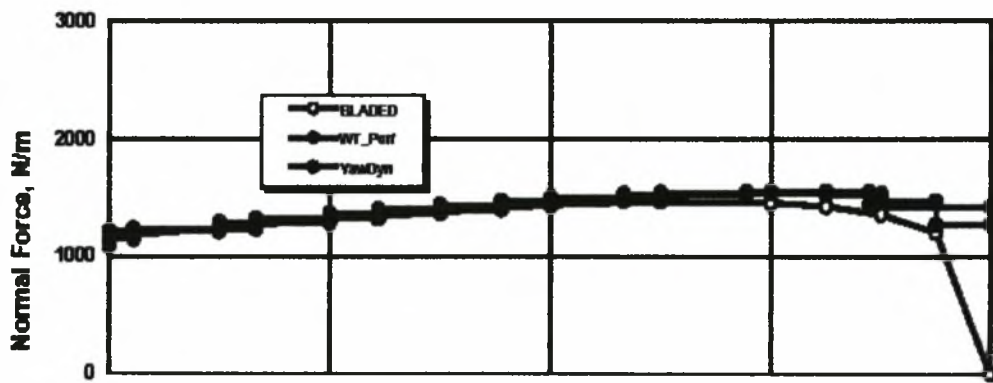 3000
2000
1000
0
Normal Force, N/m
BLADED
WT_Perf
YawDyn